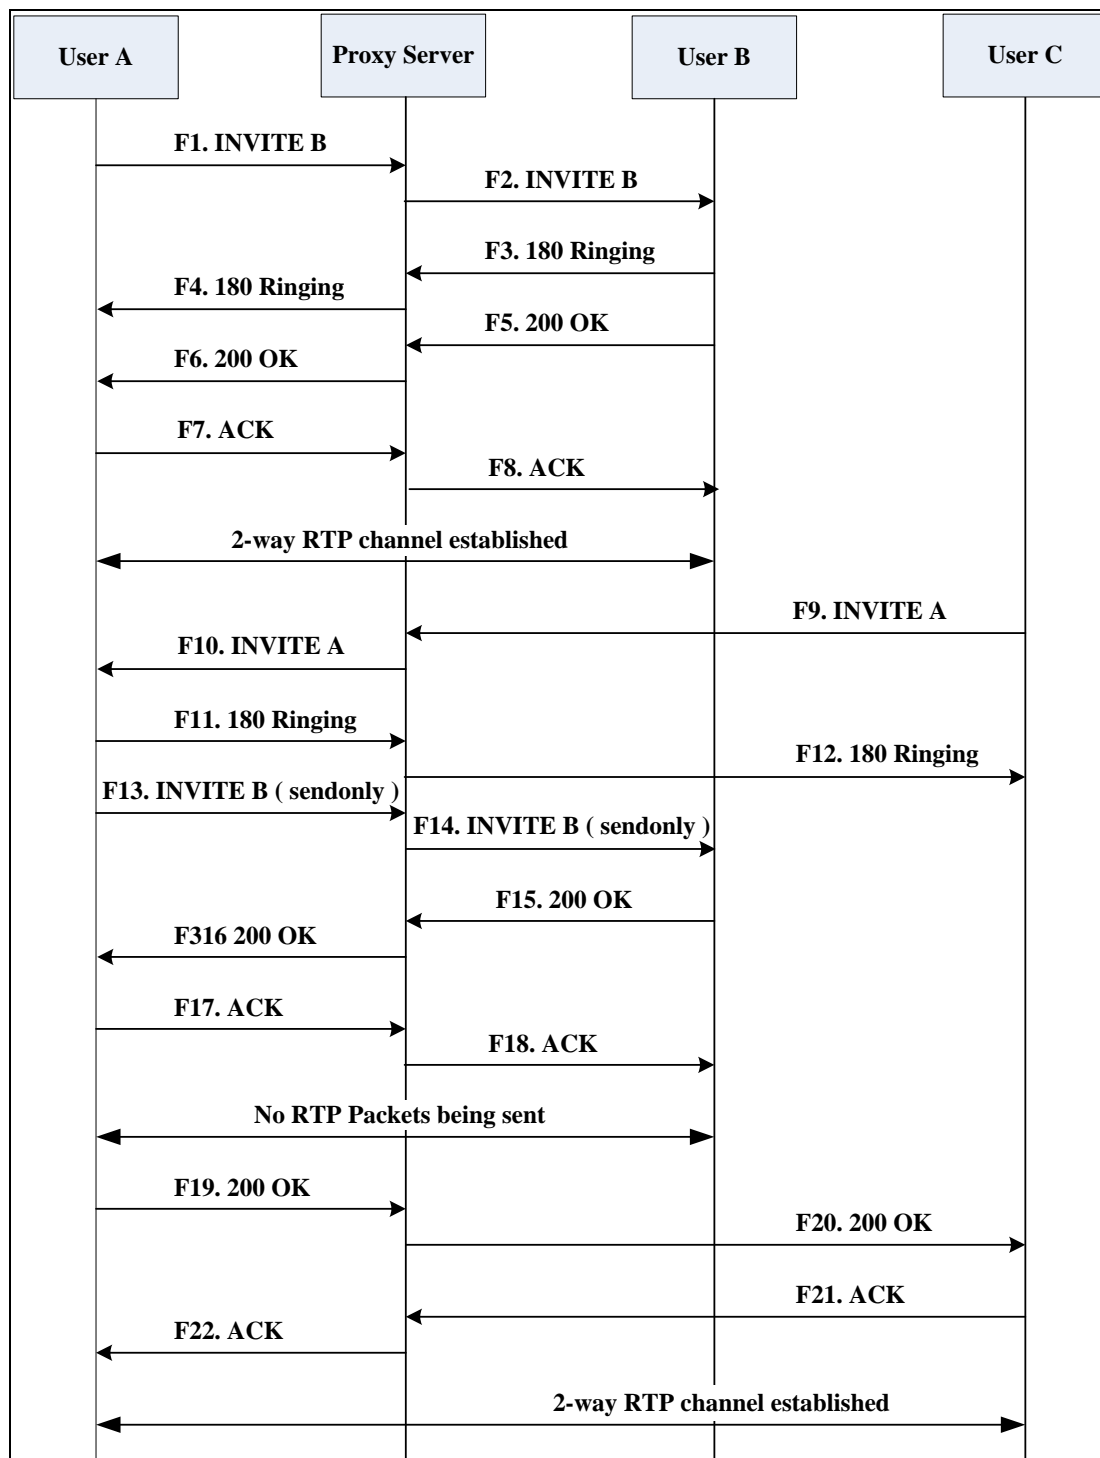 User A
Proxy Server
User B
User C
F1. INVITE B
F2. INVITE B
F3. 180 Ringing
F4. 180 Ringing
F5. 200 OK
F6. 200 OK
F7. ACK
F8. ACK
2-way RTP channel established
F9. INVITE A
F10. INVITE A
F11. 180 Ringing
F12. 180 Ringing
F13. INVITE B ( sendonly )
F14. INVITE B ( sendonly )
F15. 200 OK
F316 200 OK
F17. ACK
F18. ACK
No RTP Packets being sent
F19. 200 OK
F20. 200 OK
F21. ACK
F22. ACK
2-way RTP channel established